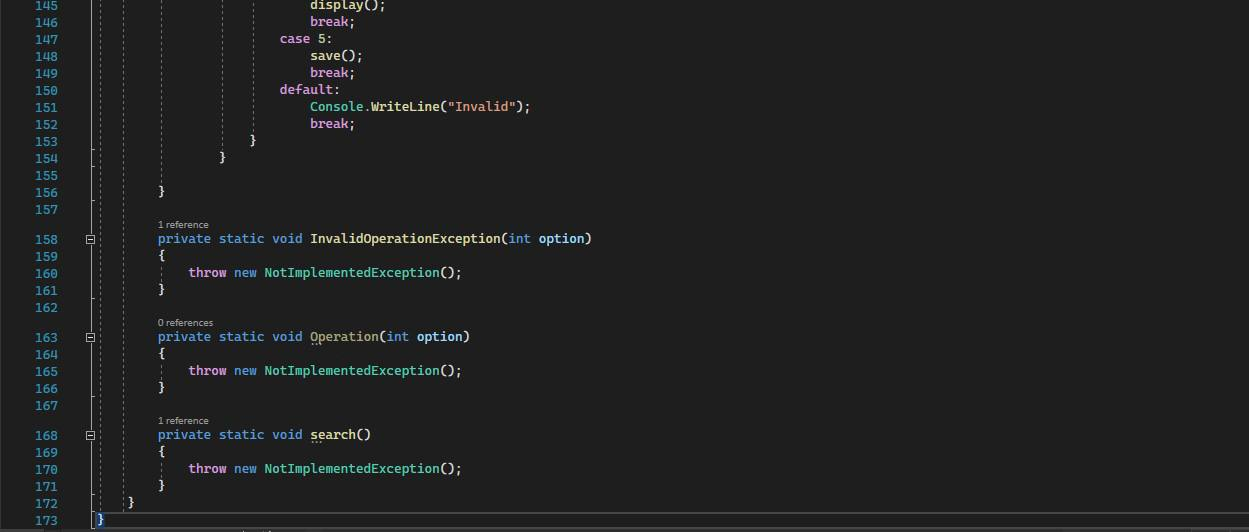 145 display();
146 break;
147 case 5:
148 save();
149 break;
150 default:
151 Console.WriteLine("Invalid");
152 break;
153 }
154 }
155
156 }
157
1 reference
158 private static void InvalidOperationException(int option)
159 {
160 throw new NotImplementedException();
161 }
162
0 references
163 private static void Operation(int option)
164 {
165 throw new NotImplementedException();
166 }
167
1 reference
168 private static void search()
169 {
170 throw new NotImplementedException();
171 }
172 }
173 }